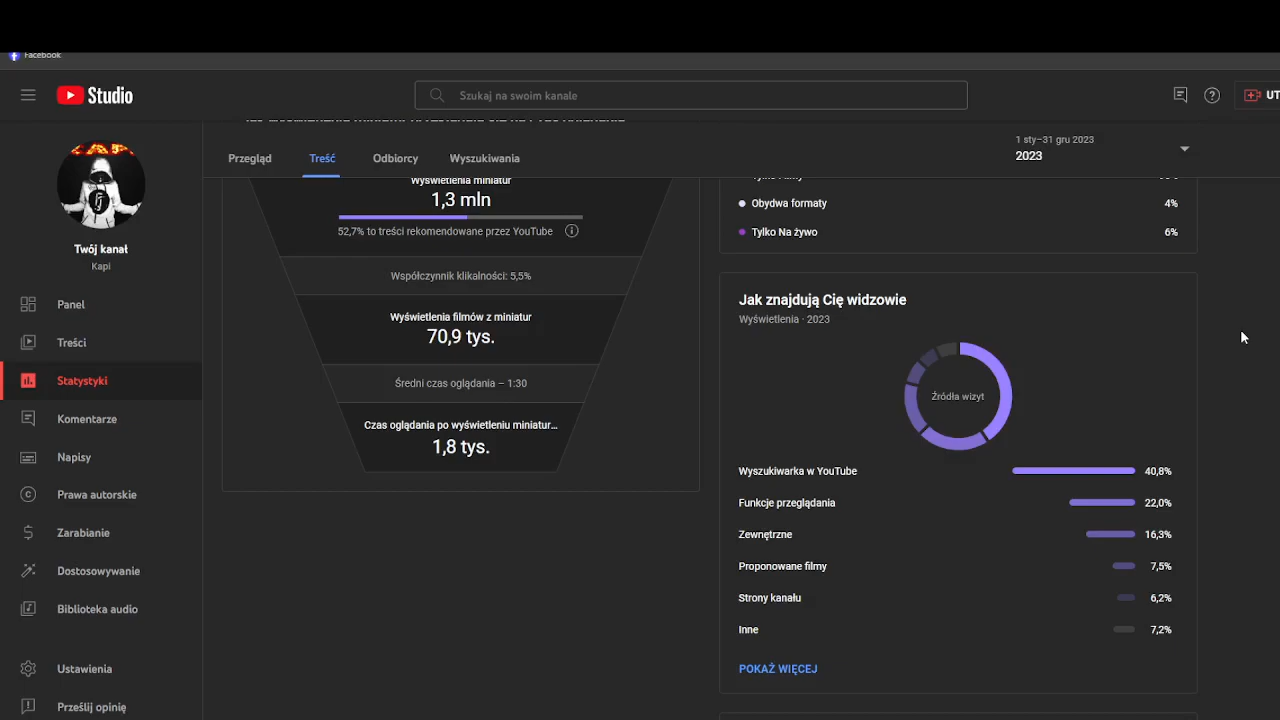 Facebook
Studio
Szukaj na swoim kanale
UT
Twój kanał
Kapi
Panel
Treści
Statystyki
Komentarze
Napisy
Prawa autorskie
Zarabianie
Dostosowywanie
Biblioteka audio
Ustawienia
Prześlij opinię
Przegląd
Treść
Odbiorcy
Wyszukiwania
1 sty–31 gru 2023
2023
Wyświetlenia miniatur
1,3 mln
52,7% to treści rekomendowane przez YouTube
Współczynnik klikalności: 5,5%
Wyświetlenia filmów z miniatur
70,9 tys.
Średni czas oglądania – 1:30
Czas oglądania po wyświetleniu miniatur...
1,8 tys.
Obydwa formaty 4%
Tylko Na żywo 6%
Jak znajdują Cię widzowie
Wyświetlenia · 2023
Źródła wizyt
Wyszukiwarka w YouTube 40,8%
Funkcje przeglądania 22,0%
Zewnętrzne 16,3%
Proponowane filmy 7,5%
Strony kanału 6,2%
Inne 7,2%
POKAŻ WIĘCEJ